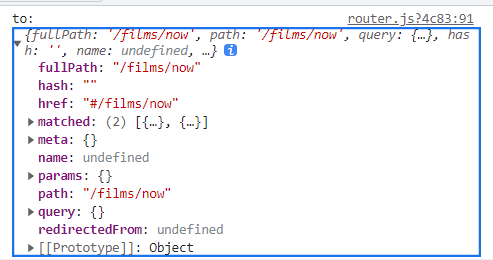 to: router.js?4c83:91
{fullPath: '/films/now', path: '/films/now', query: {…}, has
h: '', name: undefined, …} i
fullPath: "/films/now"
hash: ""
href: "#/films/now"
matched: (2) [{…}, {…}]
meta: {}
name: undefined
params: {}
path: "/films/now"
query: {}
redirectedFrom: undefined
[[Prototype]]: Object